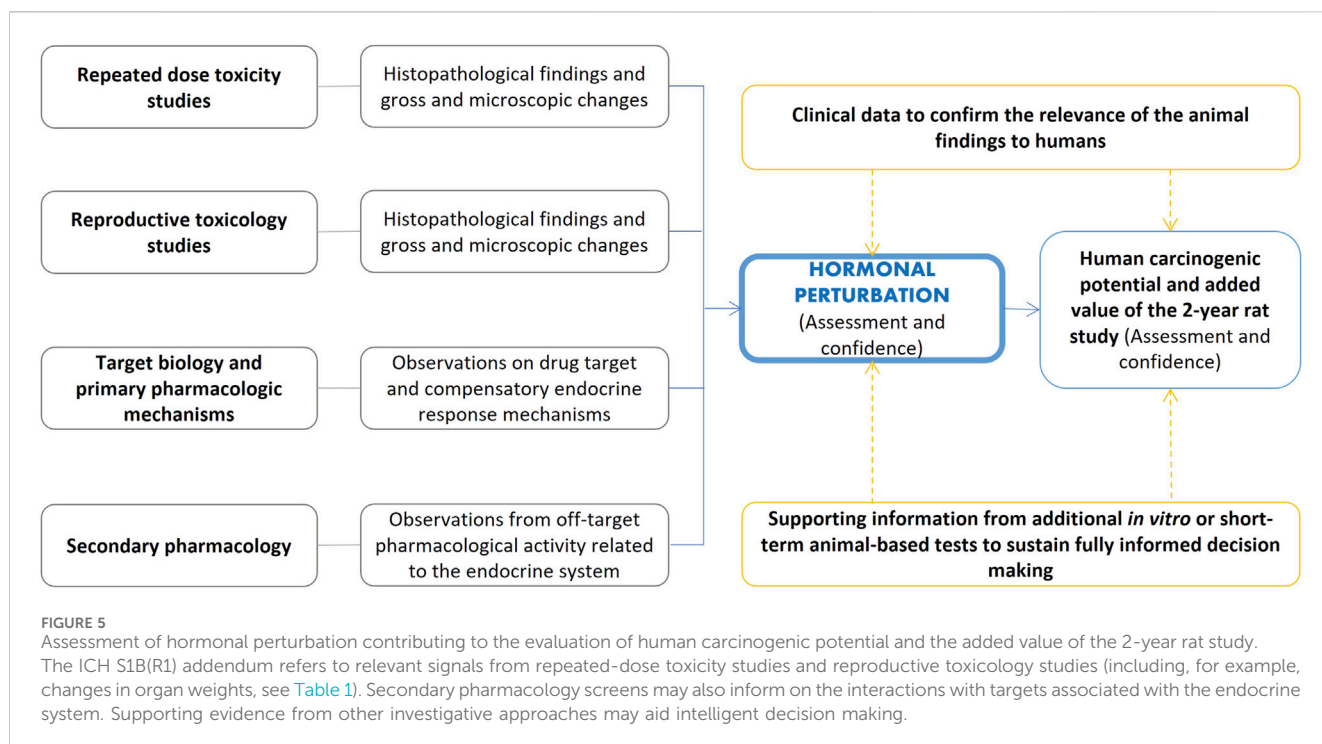 Repeated dose toxicity
studies
Histopathological findings and
gross and microscopic changes
Reproductive toxicology
studies
Histopathological findings and
gross and microscopic changes
Target biology and
primary pharmacologic
mechanisms
Observations on drug target
and compensatory endocrine
response mechanisms
Secondary pharmacology
Observations from off-target
pharmacological activity related
to the endocrine system
Clinical data to confirm the relevance of the animal
findings to humans
HORMONAL
PERTURBATION
(Assessment and
confidence)
Human carcinogenic
potential and added
value of the 2-year rat
study (Assessment and
confidence)
Supporting information from additional in vitro or short-
term animal-based tests to sustain fully informed decision
making
FIGURE 5
Assessment of hormonal perturbation contributing to the evaluation of human carcinogenic potential and the added value of the 2-year rat study.
The ICH S1B(R1) addendum refers to relevant signals from repeated-dose toxicity studies and reproductive toxicology studies (including, for example,
changes in organ weights, see Table 1). Secondary pharmacology screens may also inform on the interactions with targets associated with the endocrine
system. Supporting evidence from other investigative approaches may aid intelligent decision making.